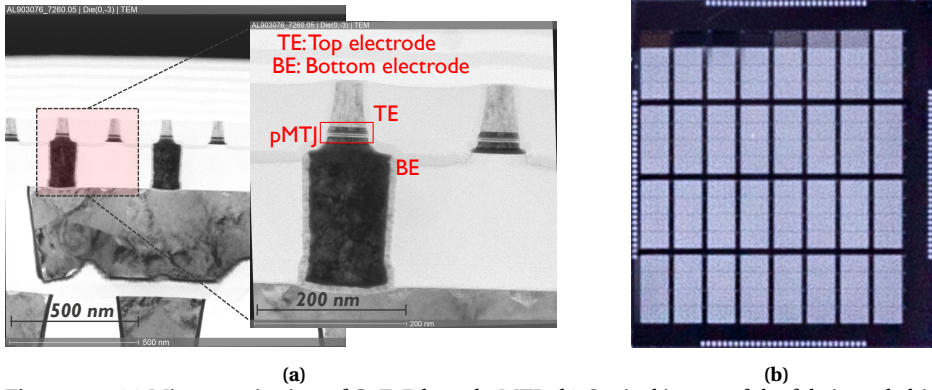 AL903076_7260.05 | Die(0,-3) | TEM
AL903076_7260.05 | Die(0,-3) | TEM
TE: Top electrode
BE: Bottom electrode
TE
pMTJ
BE
200 nm
200 nm
500 nm
500 nm
(a)
(b)